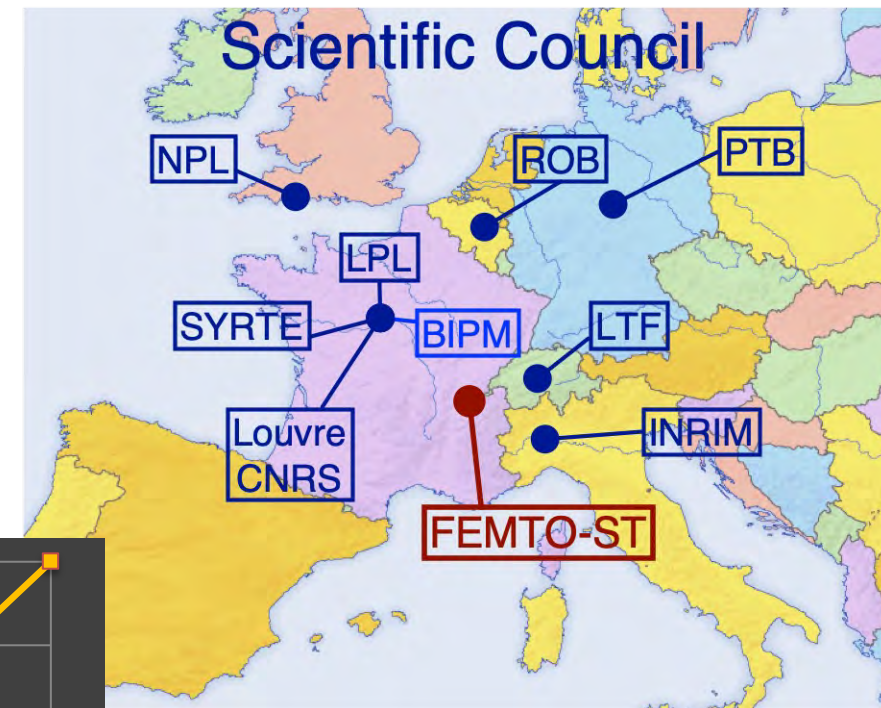 Scientific Council
NPL
ROB
PTB
LPL
SYRTE
BIPM
LTF
Louvre
CNRS
INRIM
FEMTO-ST